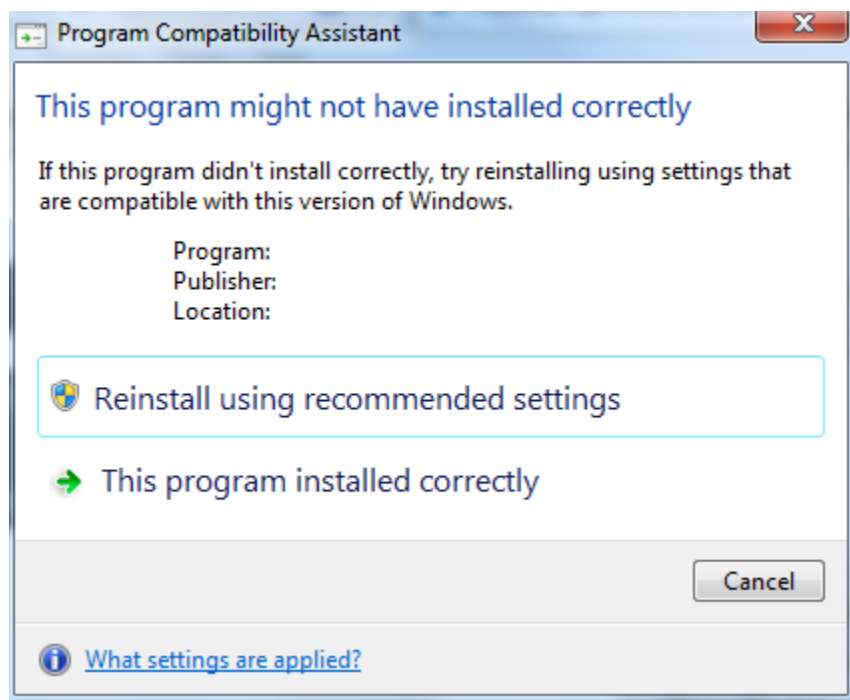 Program Compatibility Assistant
This program might not have installed correctly
If this program didn't install correctly, try reinstalling using settings that
are compatible with this version of Windows.
Program:
Publisher:
Location:
Reinstall using recommended settings
This program installed correctly
Cancel
What settings are applied?